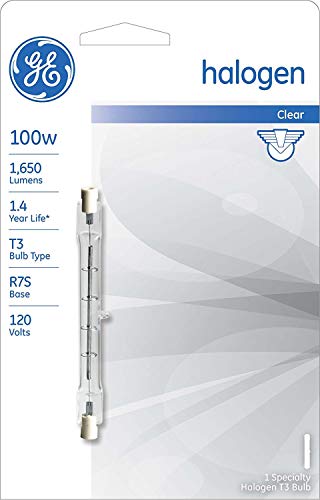 GE
halogen
Clear
100w
1,650
Lumens
1.4
Year Life*
T3
Bulb Type
R7S
Base
120
Volts
1 Specialty
Halogen T3 Bulb